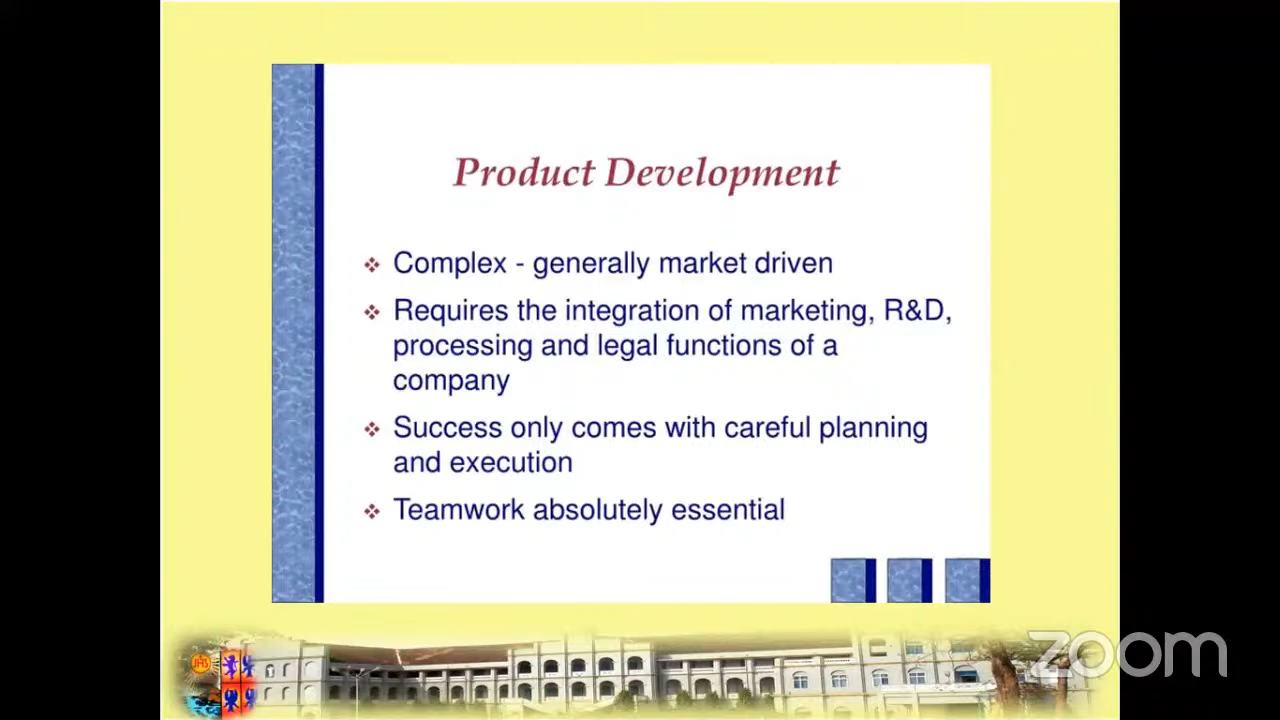 Product Development
Complex - generally market driven
Requires the integration of marketing, R&D,
processing and legal functions of a
company
Success only comes with careful planning
and execution
Teamwork absolutely essential
JHS
zoom